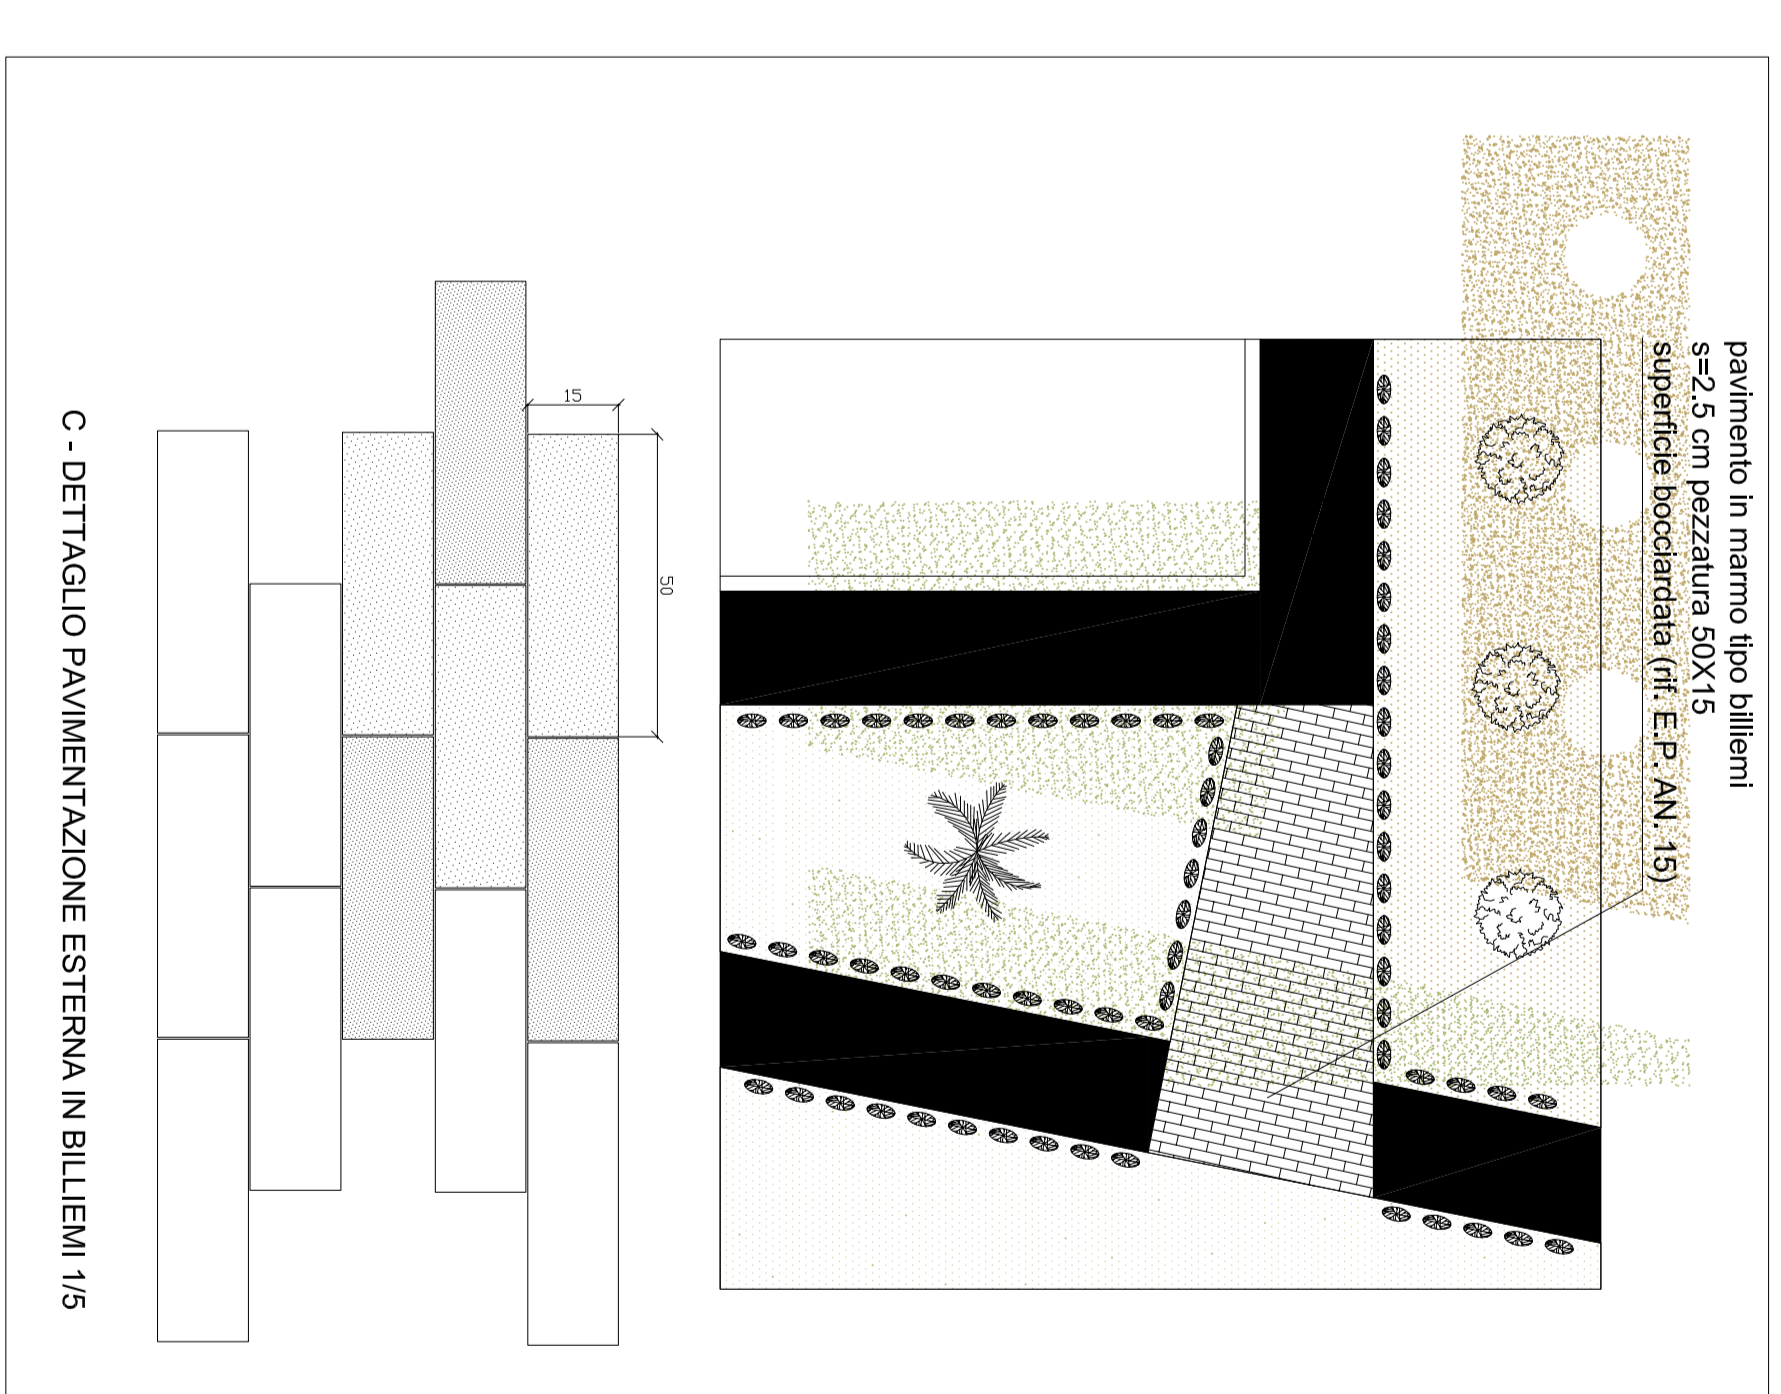 pavimento in marmo tipo billiemi
s=2.5 cm pezzatura 50X15
superficie bocciardata (rif. E.P. AN. 15)
50
15
C - DETTAGLIO PAVIMENTAZIONE ESTERNA IN BILLIEMI 1/5